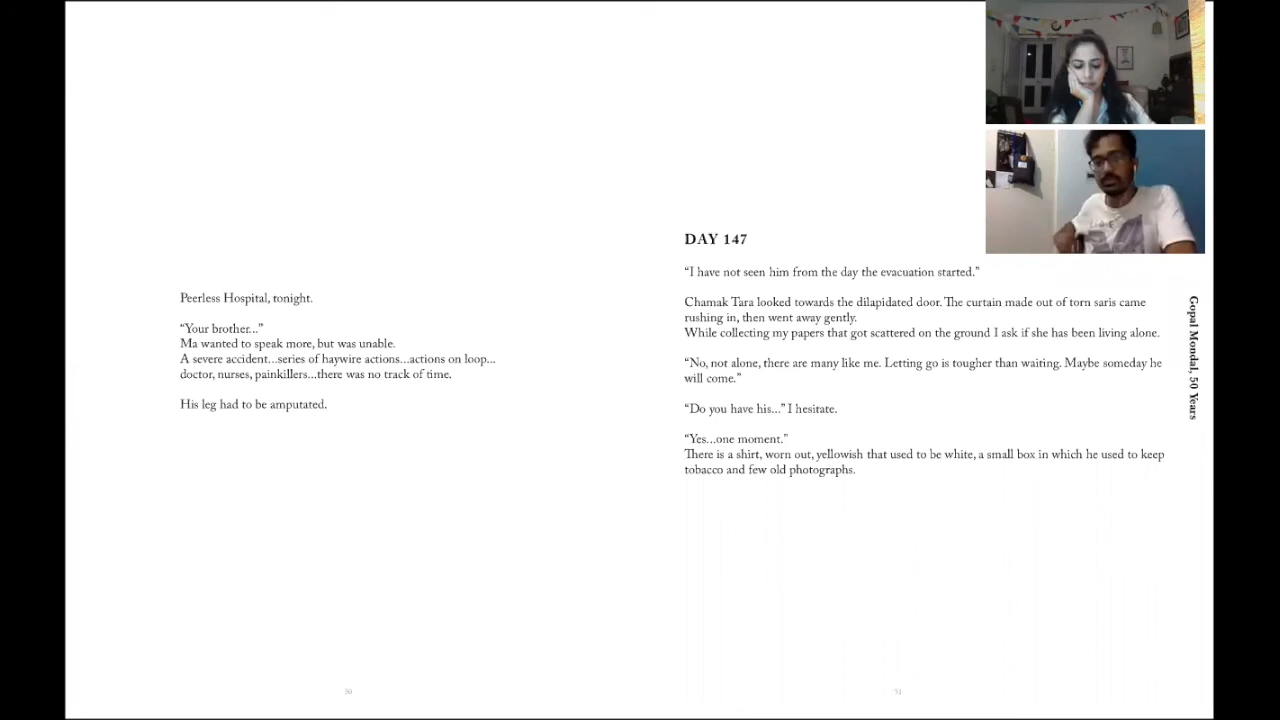 Peerless Hospital, tonight.
“Your brother...”
Ma wanted to speak more, but was unable.
A severe accident...series of haywire actions...actions on loop...
doctor, nurses, painkillers...there was no track of time.
His leg had to be amputated.
50
DAY 147
“I have not seen him from the day the evacuation started.”
Chamak Tara looked towards the dilapidated door. The curtain made out of torn saris came
rushing in, then went away gently.
While collecting my papers that got scattered on the ground I ask if she has been living alone.
“No, not alone, there are many like me. Letting go is tougher than waiting. Maybe someday he
will come.”
“Do you have his...” I hesitate.
“Yes...one moment.”
There is a shirt, worn out, yellowish that used to be white, a small box in which he used to keep
tobacco and few old photographs.
Gopal Mondal, 50 Years
51